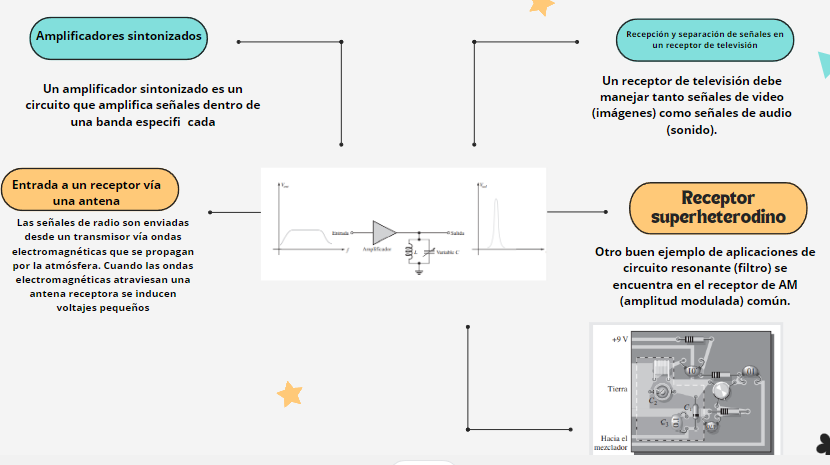 Amplificadores sintonizados
Un amplificador sintonizado es un
circuito que amplifica señales dentro de
una banda especifi cada
Entrada a un receptor vía
una antena
Las señales de radio son enviadas
desde un transmisor vía ondas
electromagnéticas que se propagan
por la atmósfera. Cuando las ondas
electromagnéticas atraviesan una
antena receptora se inducen
voltajes pequeños
Entrada
Amplificador
L
Variable C
Salida
f
Recepción y separación de señales en
un receptor de televisión
Un receptor de televisión debe
manejar tanto señales de video
(imágenes) como señales de audio
(sonido).
Receptor
superheterodino
Otro buen ejemplo de aplicaciones de
circuito resonante (filtro) se
encuentra en el receptor de AM
(amplitud modulada) común.
+9 V
Tierra
Hacia el
mezclador